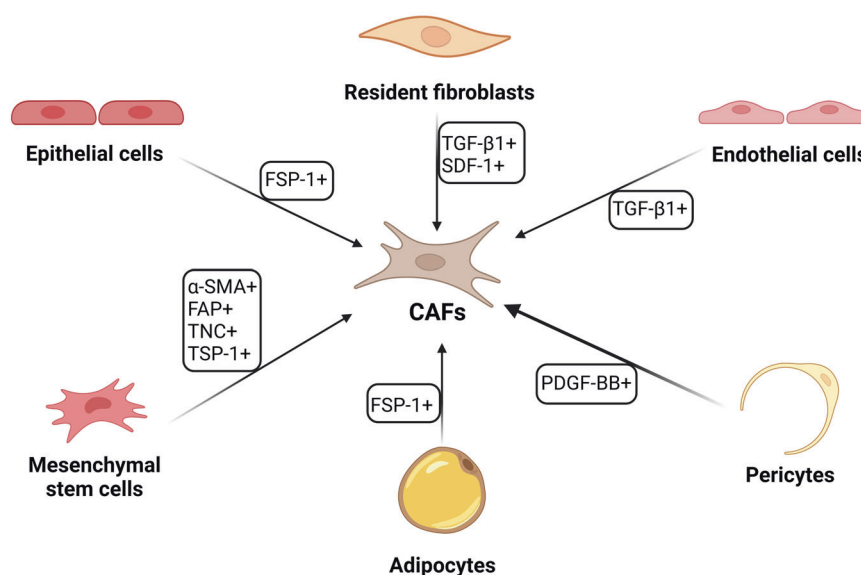 Resident fibroblasts
Epithelial cells
Endothelial cells
TGF-β1+
SDF-1+
FSP-1+
TGF-β1+
α-SMA+
FAP+
TNC+
TSP-1+
CAFs
PDGF-BB+
FSP-1+
Mesenchymal
stem cells
Pericytes
Adipocytes